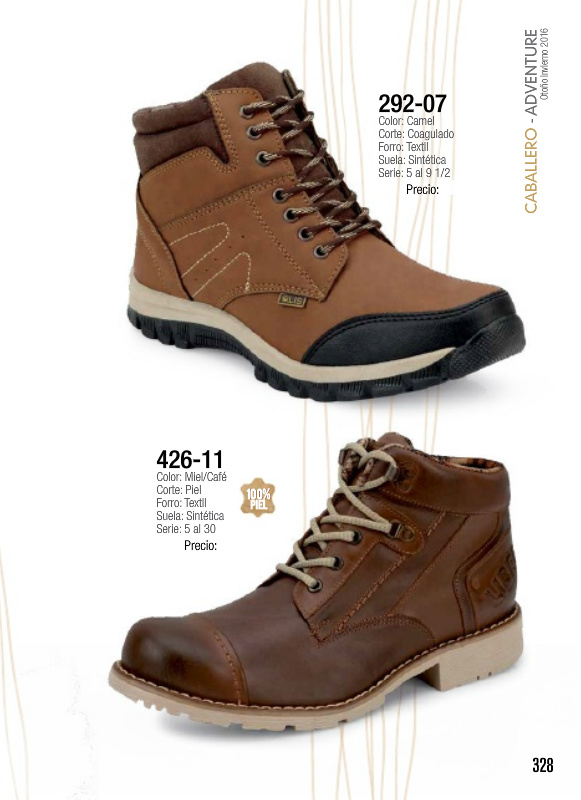 CABALLERO - ADVENTURE
Otoño Invierno 2016
292-07
Color: Camel
Corte: Coagulado
Forro: Textil
Suela: Sintética
Serie: 5 al 9 1/2
Precio:
QLIS
426-11
Color: Miel/Café
Corte: Piel
Forro: Textil
Suela: Sintética
Serie: 5 al 30
Precio:
100%
PIEL
328